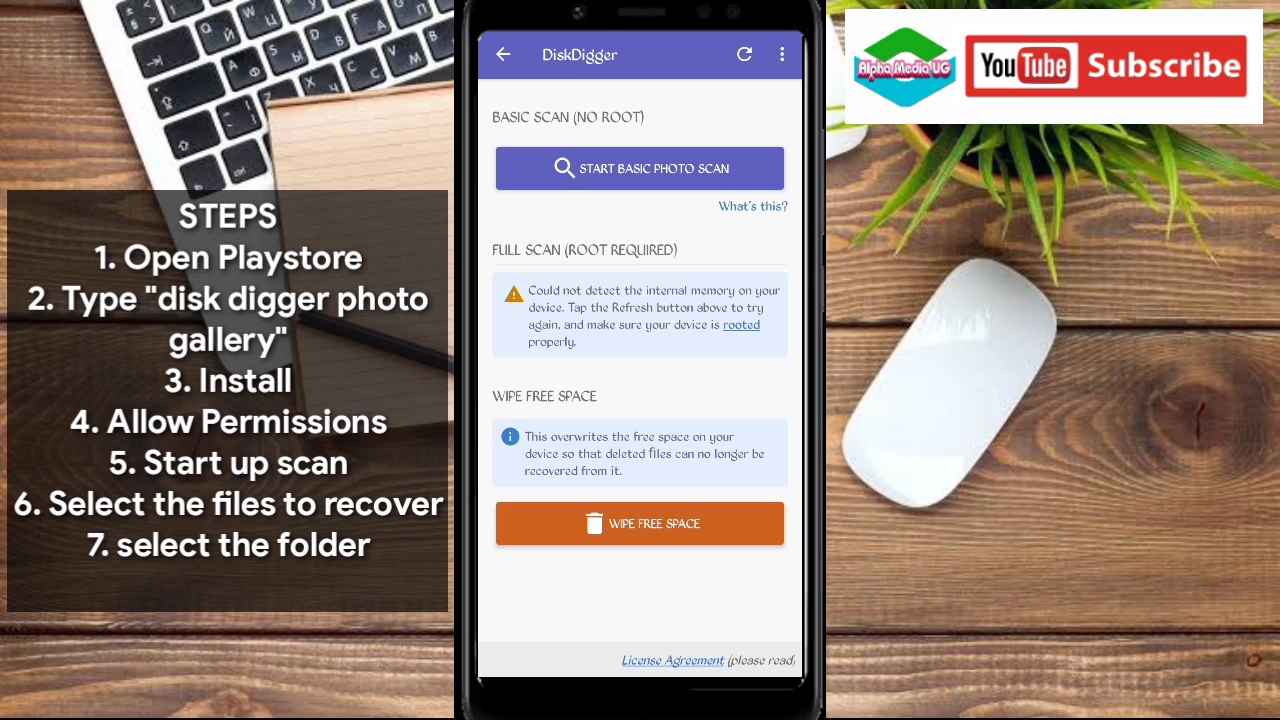 STEPS
1. Open Playstore
2. Type "disk digger photo
gallery"
3. Install
4. Allow Permissions
5. Start up scan
6. Select the files to recover
7. select the folder
DiskDigger
BASIC SCAN (NO ROOT)
START BASIC PHOTO SCAN
What's this?
FULL SCAN (ROOT REQUIRED)
Could not detect the internal memory on your
device. Tap the Refresh button above to try
again, and make sure your device is rooted
properly.
WIPE FREE SPACE
This overwrites the free space on your
device so that deleted files can no longer be
recovered from it.
WIPE FREE SPACE
License Agreement (please read)
Alpha Media UG
YouTube Subscribe